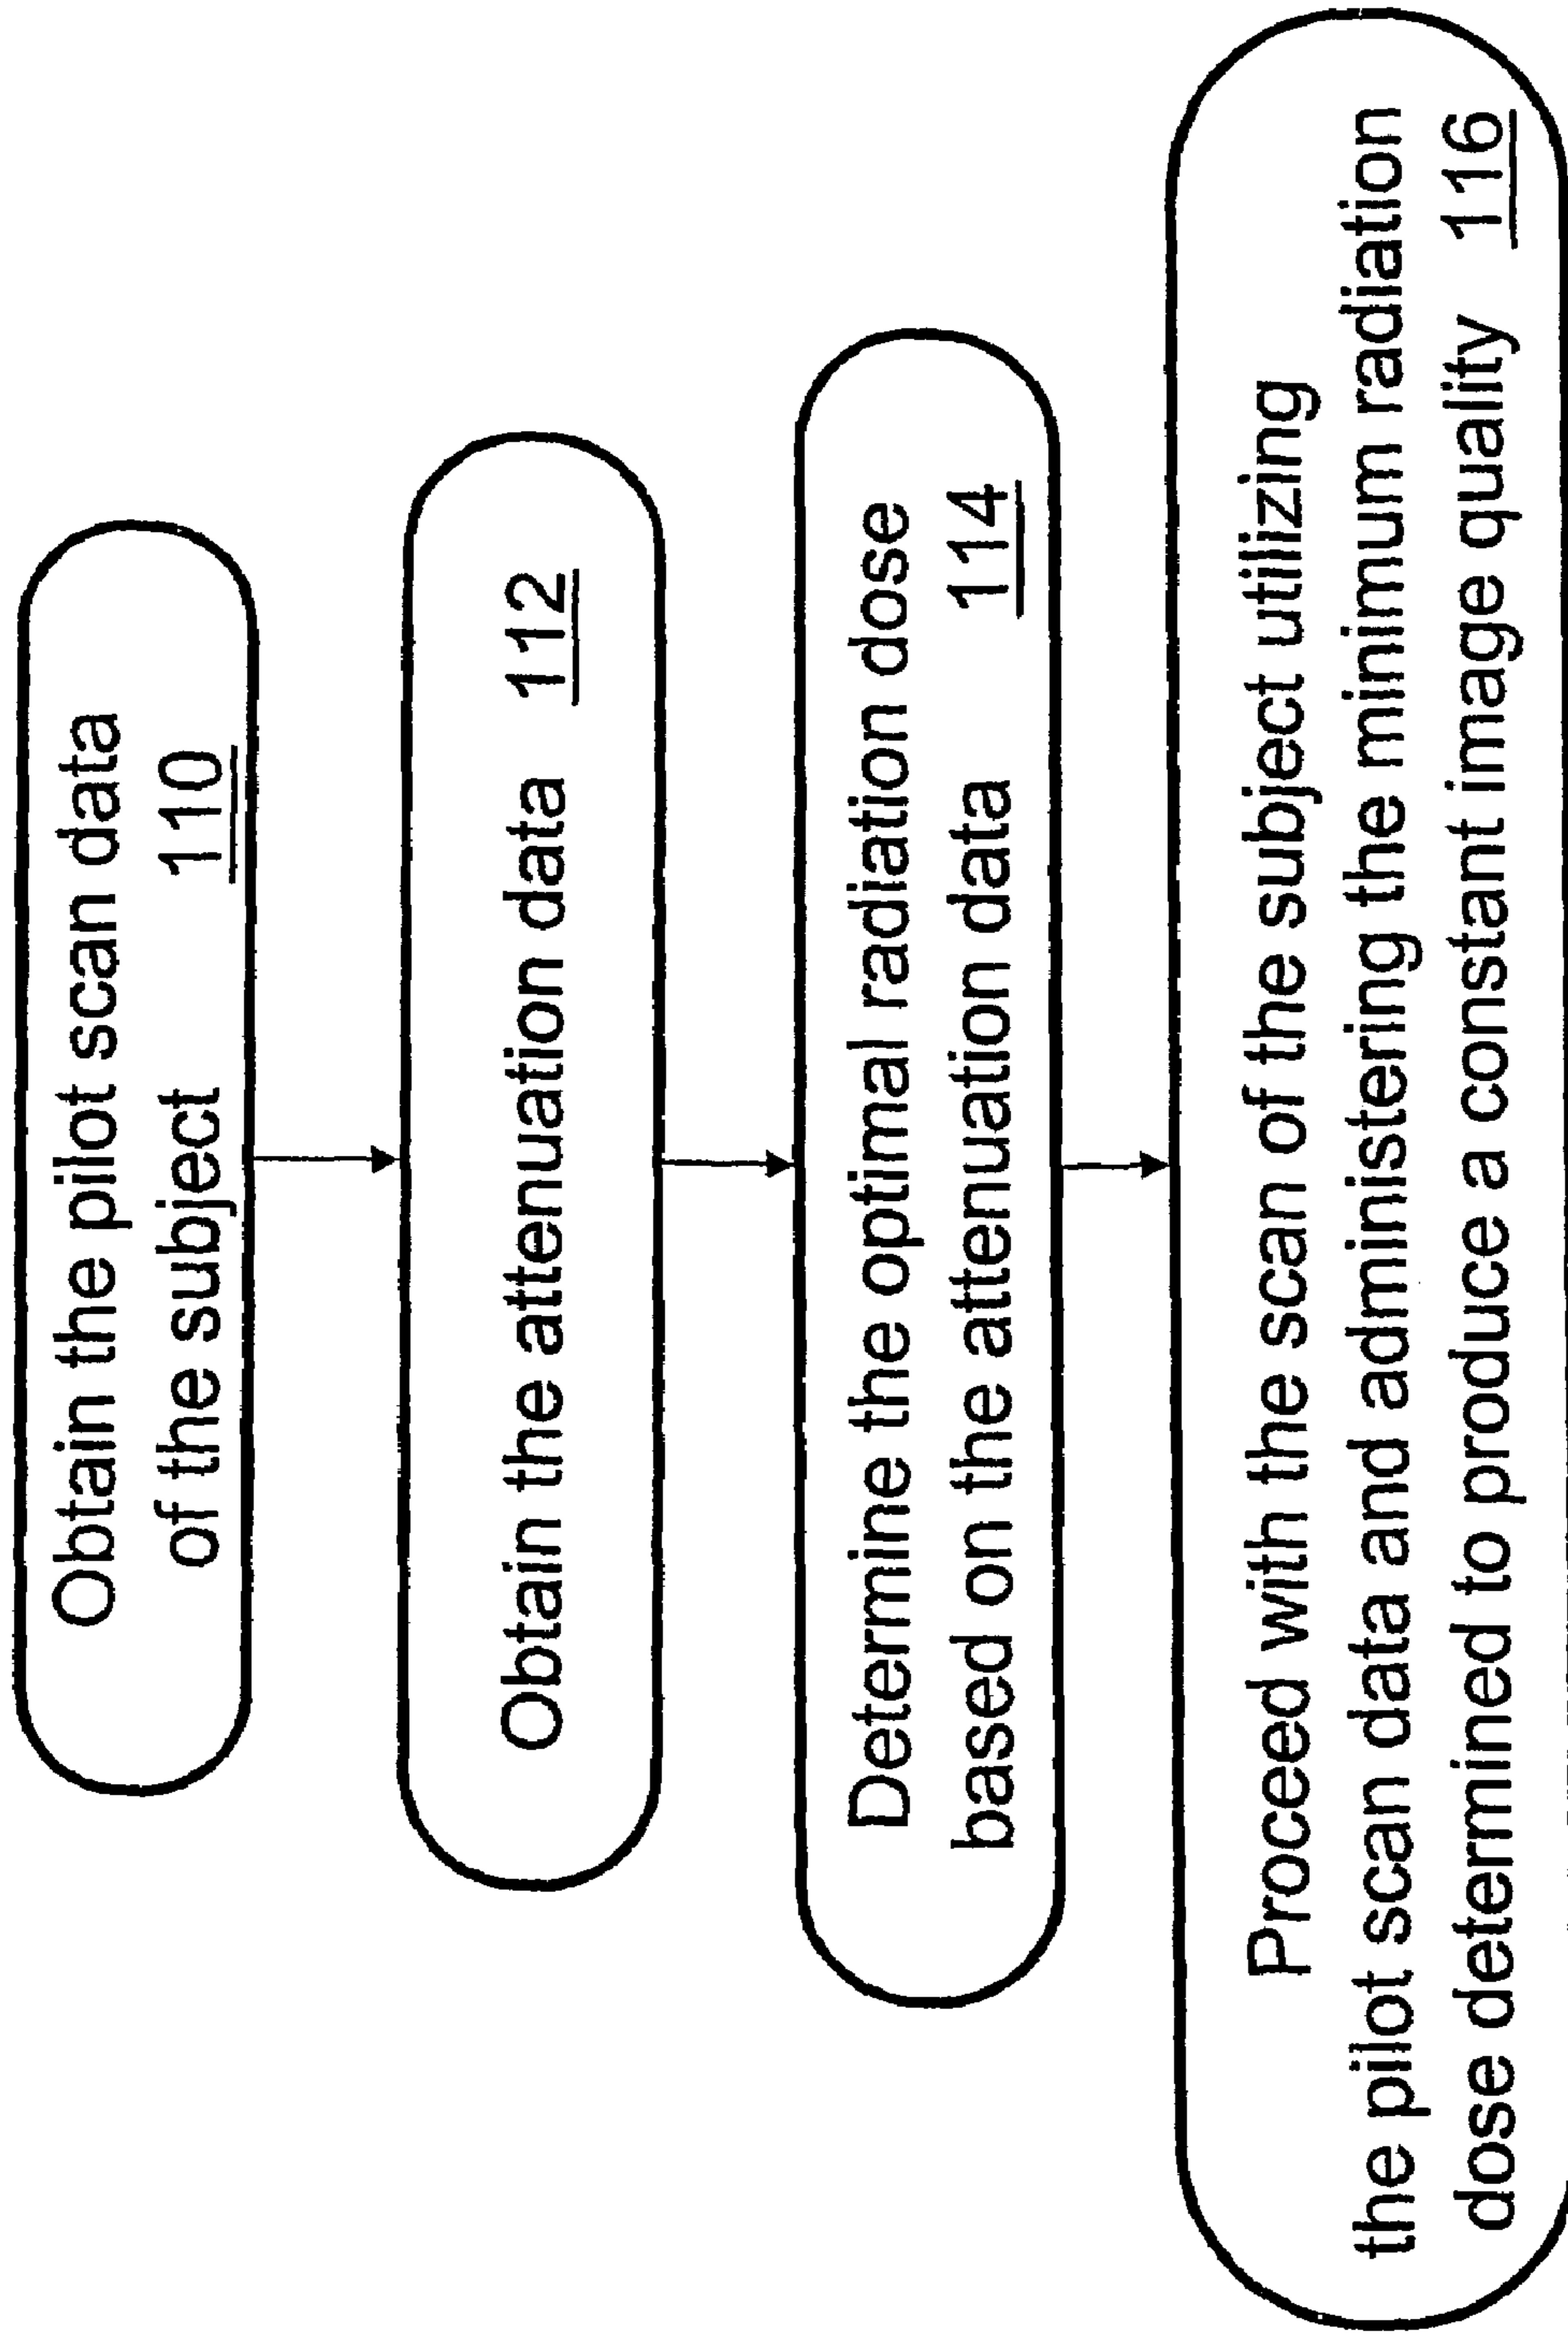 Obtain the pilot scan data
of the subject 110
Obtain the attenuation data 112
Determine the optimal radiation dose
based on the attenuation data 114
Proceed with the scan of the subject utilizing
the pilot scan data and administering the minimum radiation
dose determined to produce a constant image quality 116